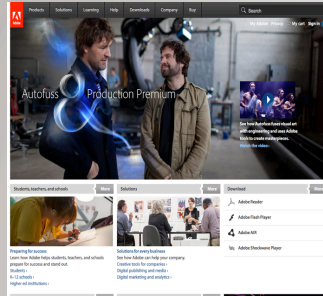 Adobe
Products
Solutions
Learning
Help
Downloads
Company
Buy
Search
My Adobe
Privacy
My cart
Sign in
Autofuss
Production Premium
See how Autofuss fuses visual art
with engineering and uses Adobe
tools to create masterpieces.
Watch the video ›
Students, teachers, and schools
More
Solutions
More
Download
More
Preparing for success
Learn how Adobe helps students, teachers, and schools
prepare for success and stand out.
Students ›
K–12 schools ›
Higher ed institutions ›
Solutions for every business
See how Adobe can help your company.
Creative tools for companies ›
Digital publishing and media ›
Digital marketing and analytics ›
Adobe Reader
Adobe Flash Player
Adobe AIR
Adobe Shockwave Player